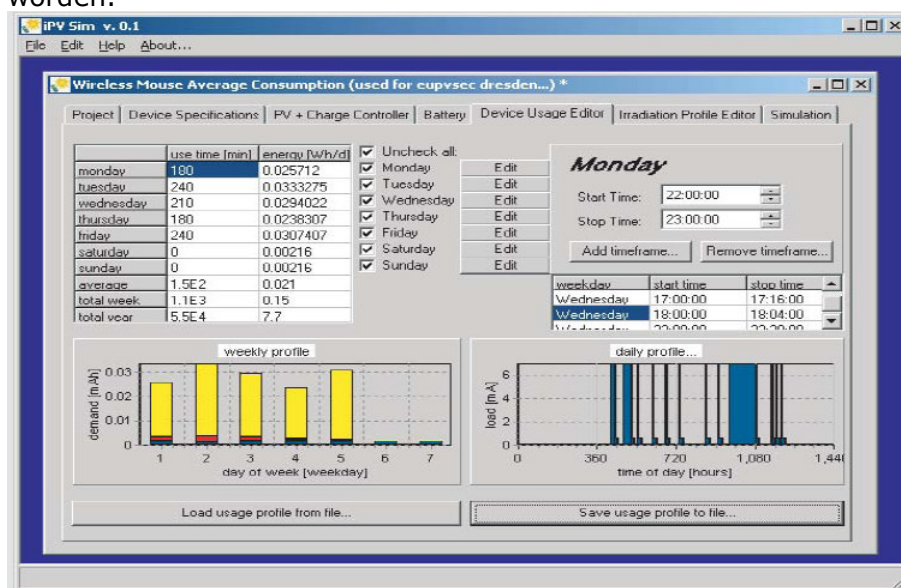 worden.
iPV Sim v. 0.1
File Edit Help About...
Wireless Mouse Average Consumption (used for eupvsec dresden...) *
Project Device Specifications PV + Charge Controller Battery Device Usage Editor Irradiation Profile Editor Simulation
use time [min] energy [Wh/d]
monday 180 0.025712
tuesday 240 0.0333275
wednesday 210 0.0294022
thursday 180 0.0238307
friday 240 0.0307407
saturday 0 0.00216
sunday 0 0.00216
average 1.5E2 0.021
total week 1.1E3 0.15
total year 5.5E4 7.7
Uncheck all:
Monday Edit
Tuesday Edit
Wednesday Edit
Thursday Edit
Friday Edit
Saturday Edit
Sunday Edit
Monday
Start Time: 22:00:00
Stop Time: 23:00:00
Add timeframe... Remove timeframe...
weekday start time stop time
Wednesday 17:00:00 17:16:00
Wednesday 18:00:00 18:04:00
weekly profile
demand [mAh]
0.03
0.02
0.01
0
1 2 3 4 5 6 7
day of week [weekday]
daily profile...
load [mA]
6
4
2
0
0 360 720 1,080 1,44
time of day [hours]
Load usage profile from file...
Save usage profile to file...